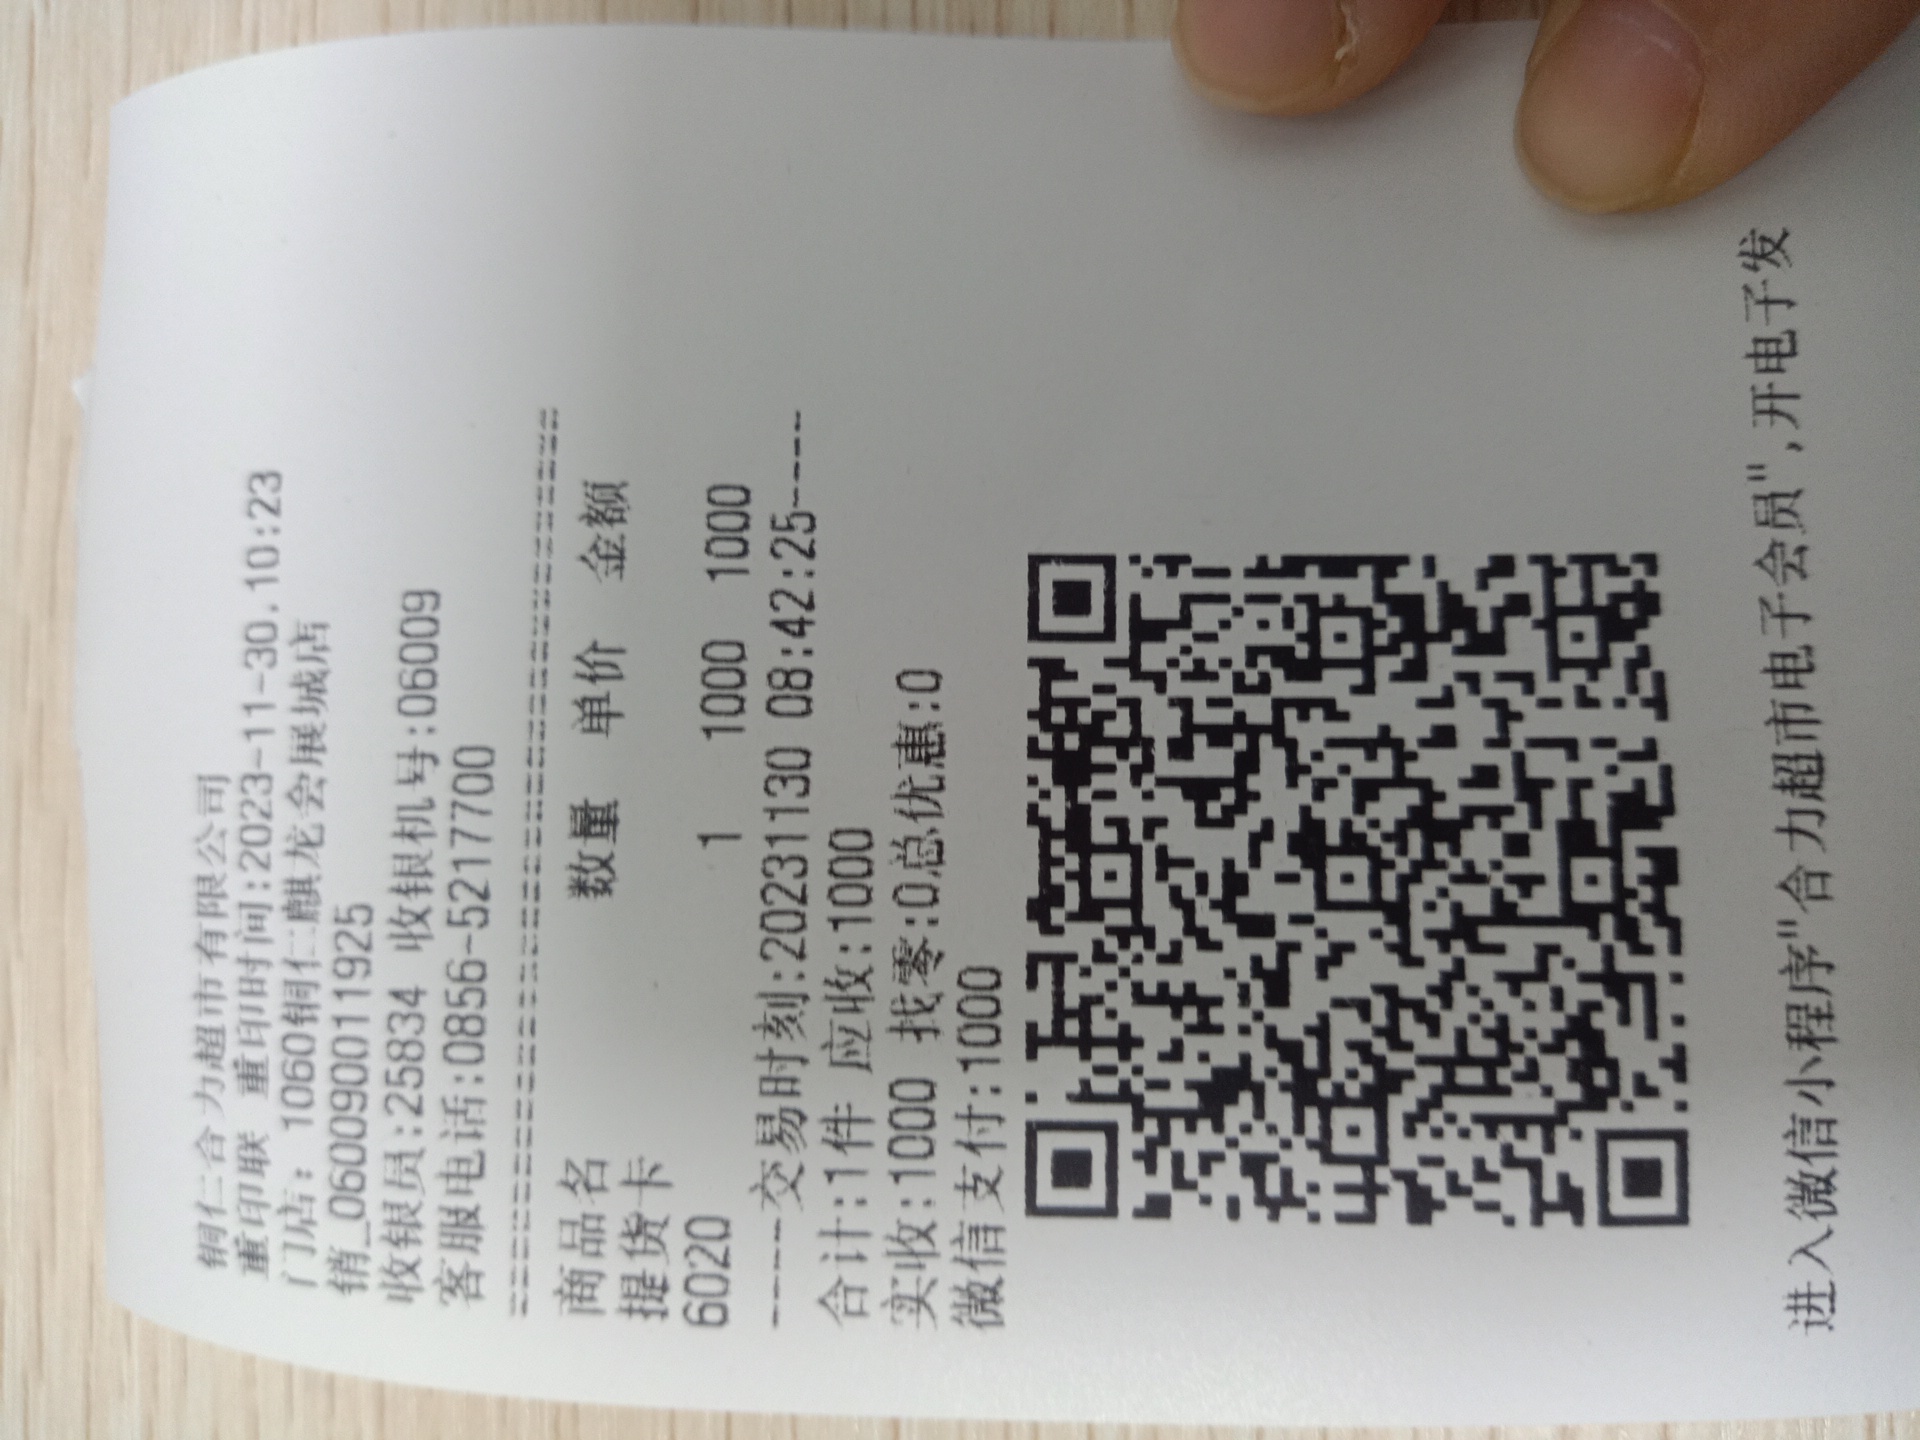 铜仁合力超市有限公司
重印联 重印时间:2023-11-30.10:23
门店: 1060铜仁麒龙会展城店
销_060090011925
收银员:25834 收银机号:06009
客服电话:0856-5217700
================================
商品名 数量 单价 金额
提货卡
6020 1 1000 1000
----交易时刻:20231130 08:42:25----
合计:1件 应收:1000
实收:1000 找零:0总优惠:0
微信支付:1000
进入微信小程序"合力超市电子会员",开电子发